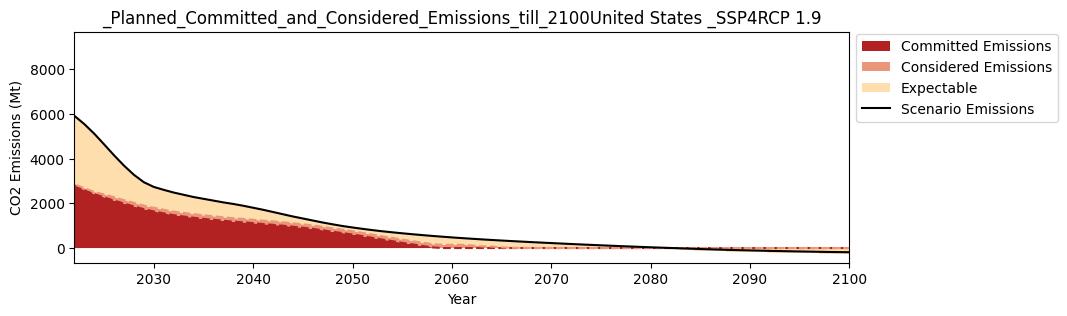 _Planned_Committed_and_Considered_Emissions_till_2100United States _SSP4RCP 1.9
Committed Emissions
Considered Emissions
Expectable
Scenario Emissions
CO2 Emissions (Mt)
8000
6000
4000
2000
0
2030 2040 2050 2060 2070 2080 2090 2100
Year